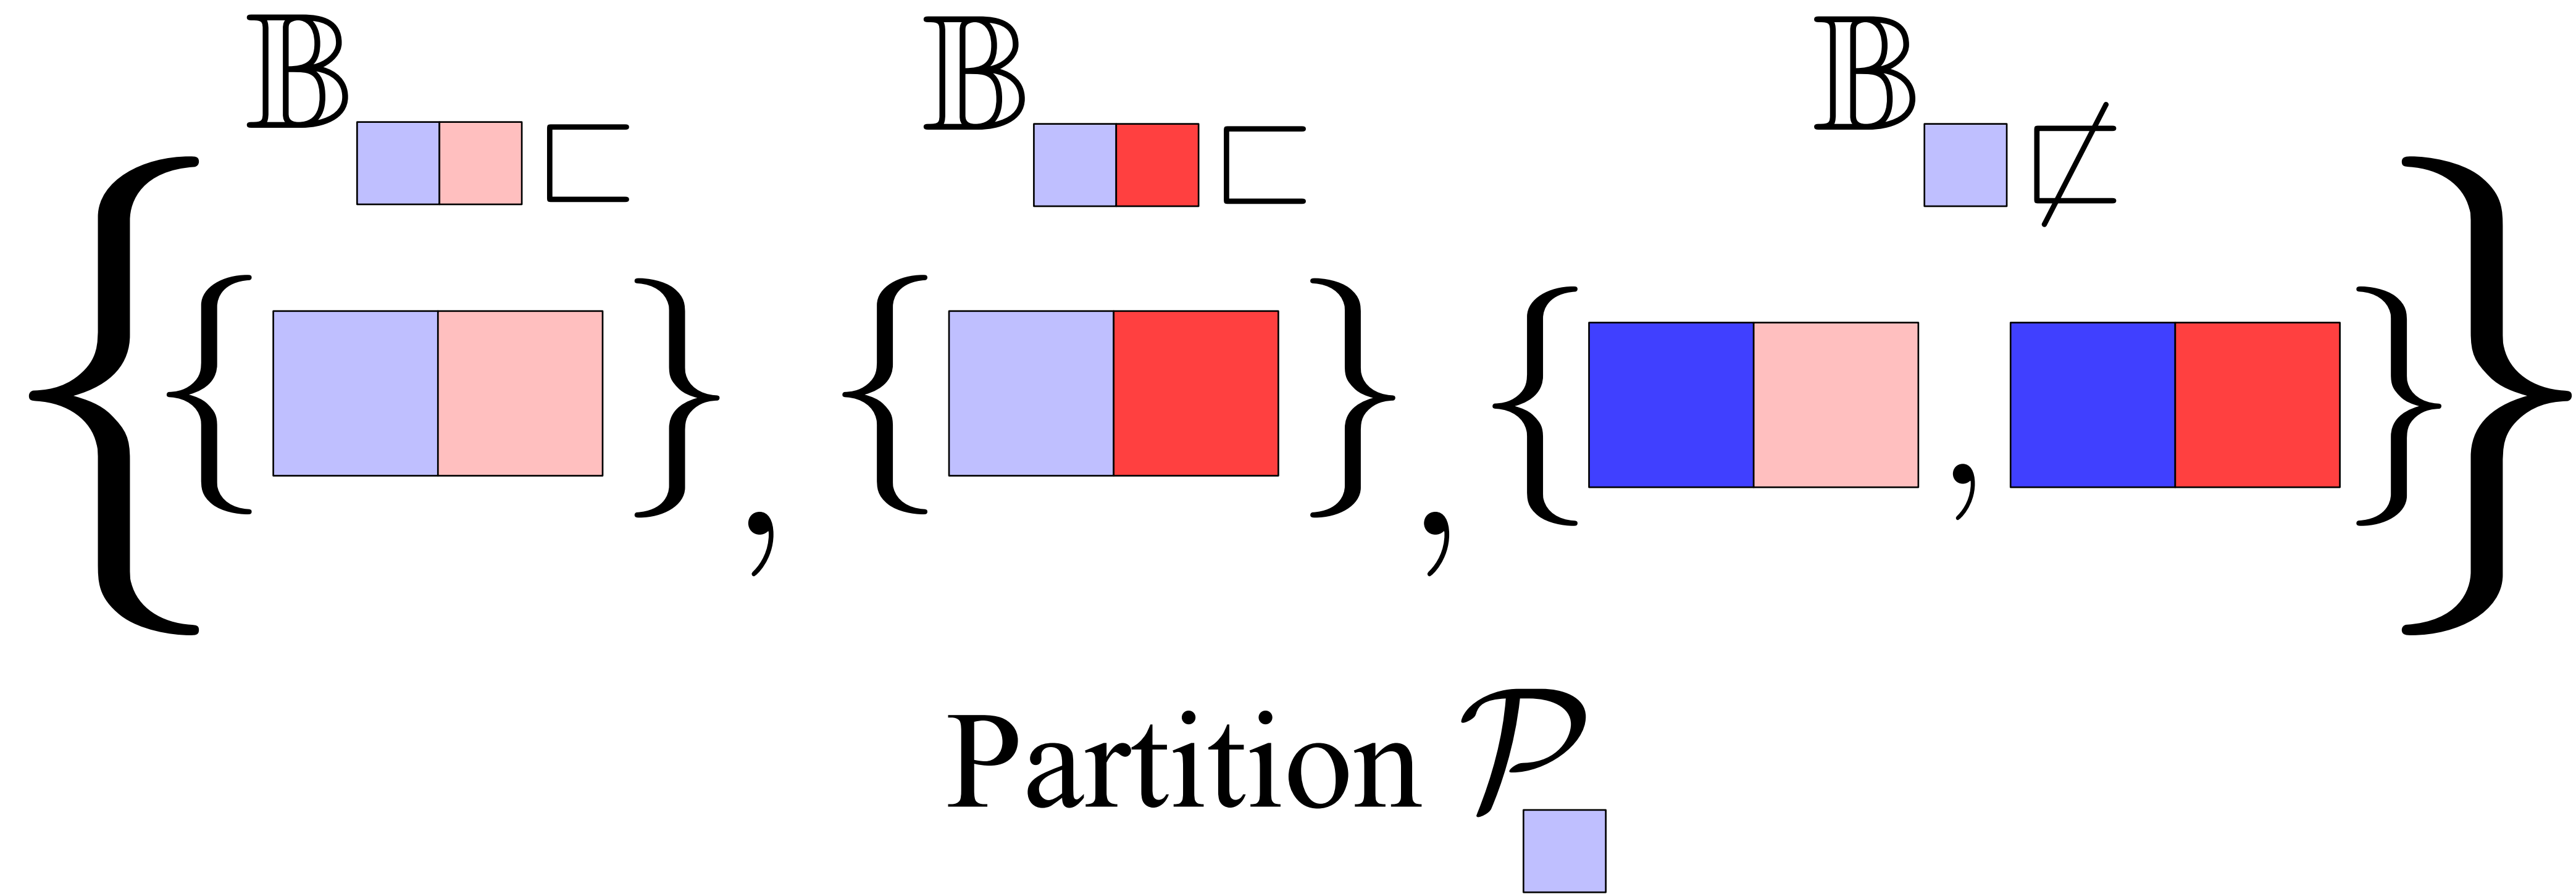 𝔹 ⊏ 𝔹 ⊏ 𝔹 ⊏̸
{ { } , { } , { , } }
Partition 𝒫